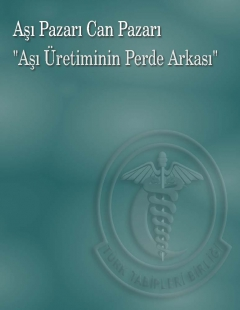 Aşı Pazarı Can Pazarı
"Aşı Üretiminin Perde Arkası"